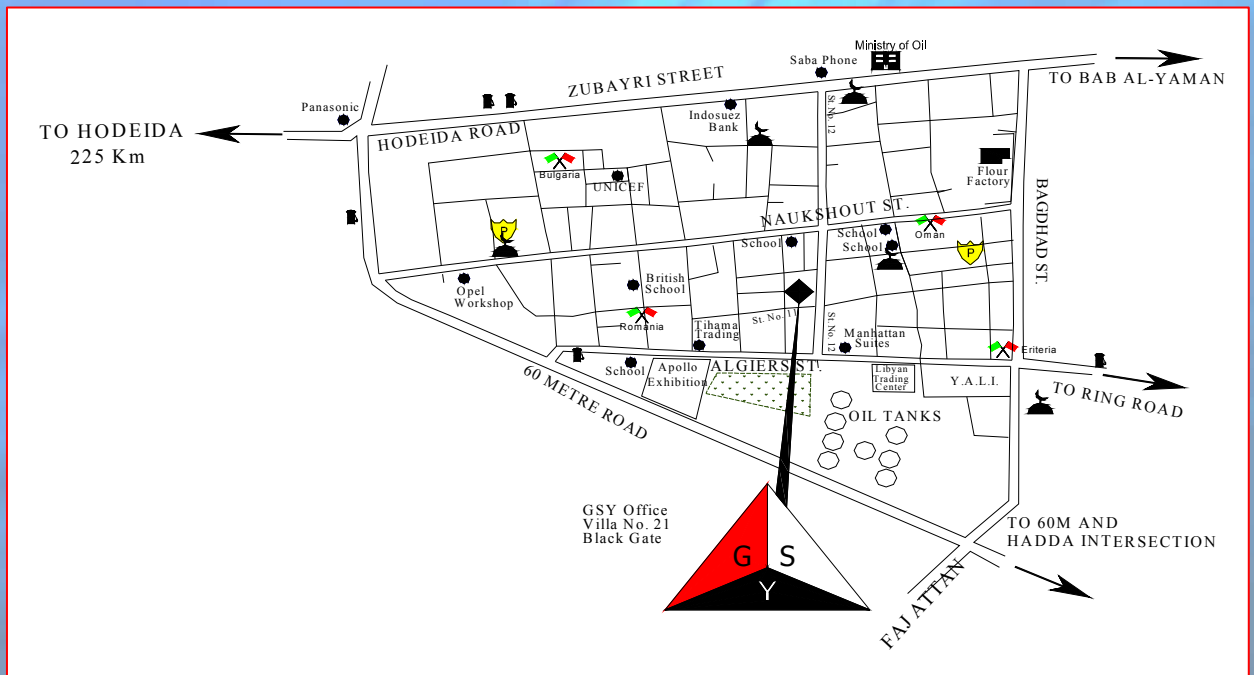 Ministry of Oil
Saba Phone
ZUBAYRI STREET
TO BAB AL-YAMAN
Panasonic
TO HODEIDA
225 Km
HODEIDA ROAD
Indosuez
Bank
St. No. 12
Bulgaria
UNICEF
Flour
Factory
BAGDHAD ST.
NAUKSHOUT ST.
P
School
School
School
Oman
P
Opel
Workshop
British
School
Romania
Tihama
Trading
St. No. 11
St. No. 12
Manhattan
Suites
Eriteria
School
Apollo
Exhibition
ALGIERS ST.
Libyan
Trading
Center
Y.A.L.I.
TO RING ROAD
60 METRE ROAD
OIL TANKS
GSY Office
Villa No. 21
Black Gate
G S
Y
TO 60M AND
HADDA INTERSECTION
FAJ ATTAN